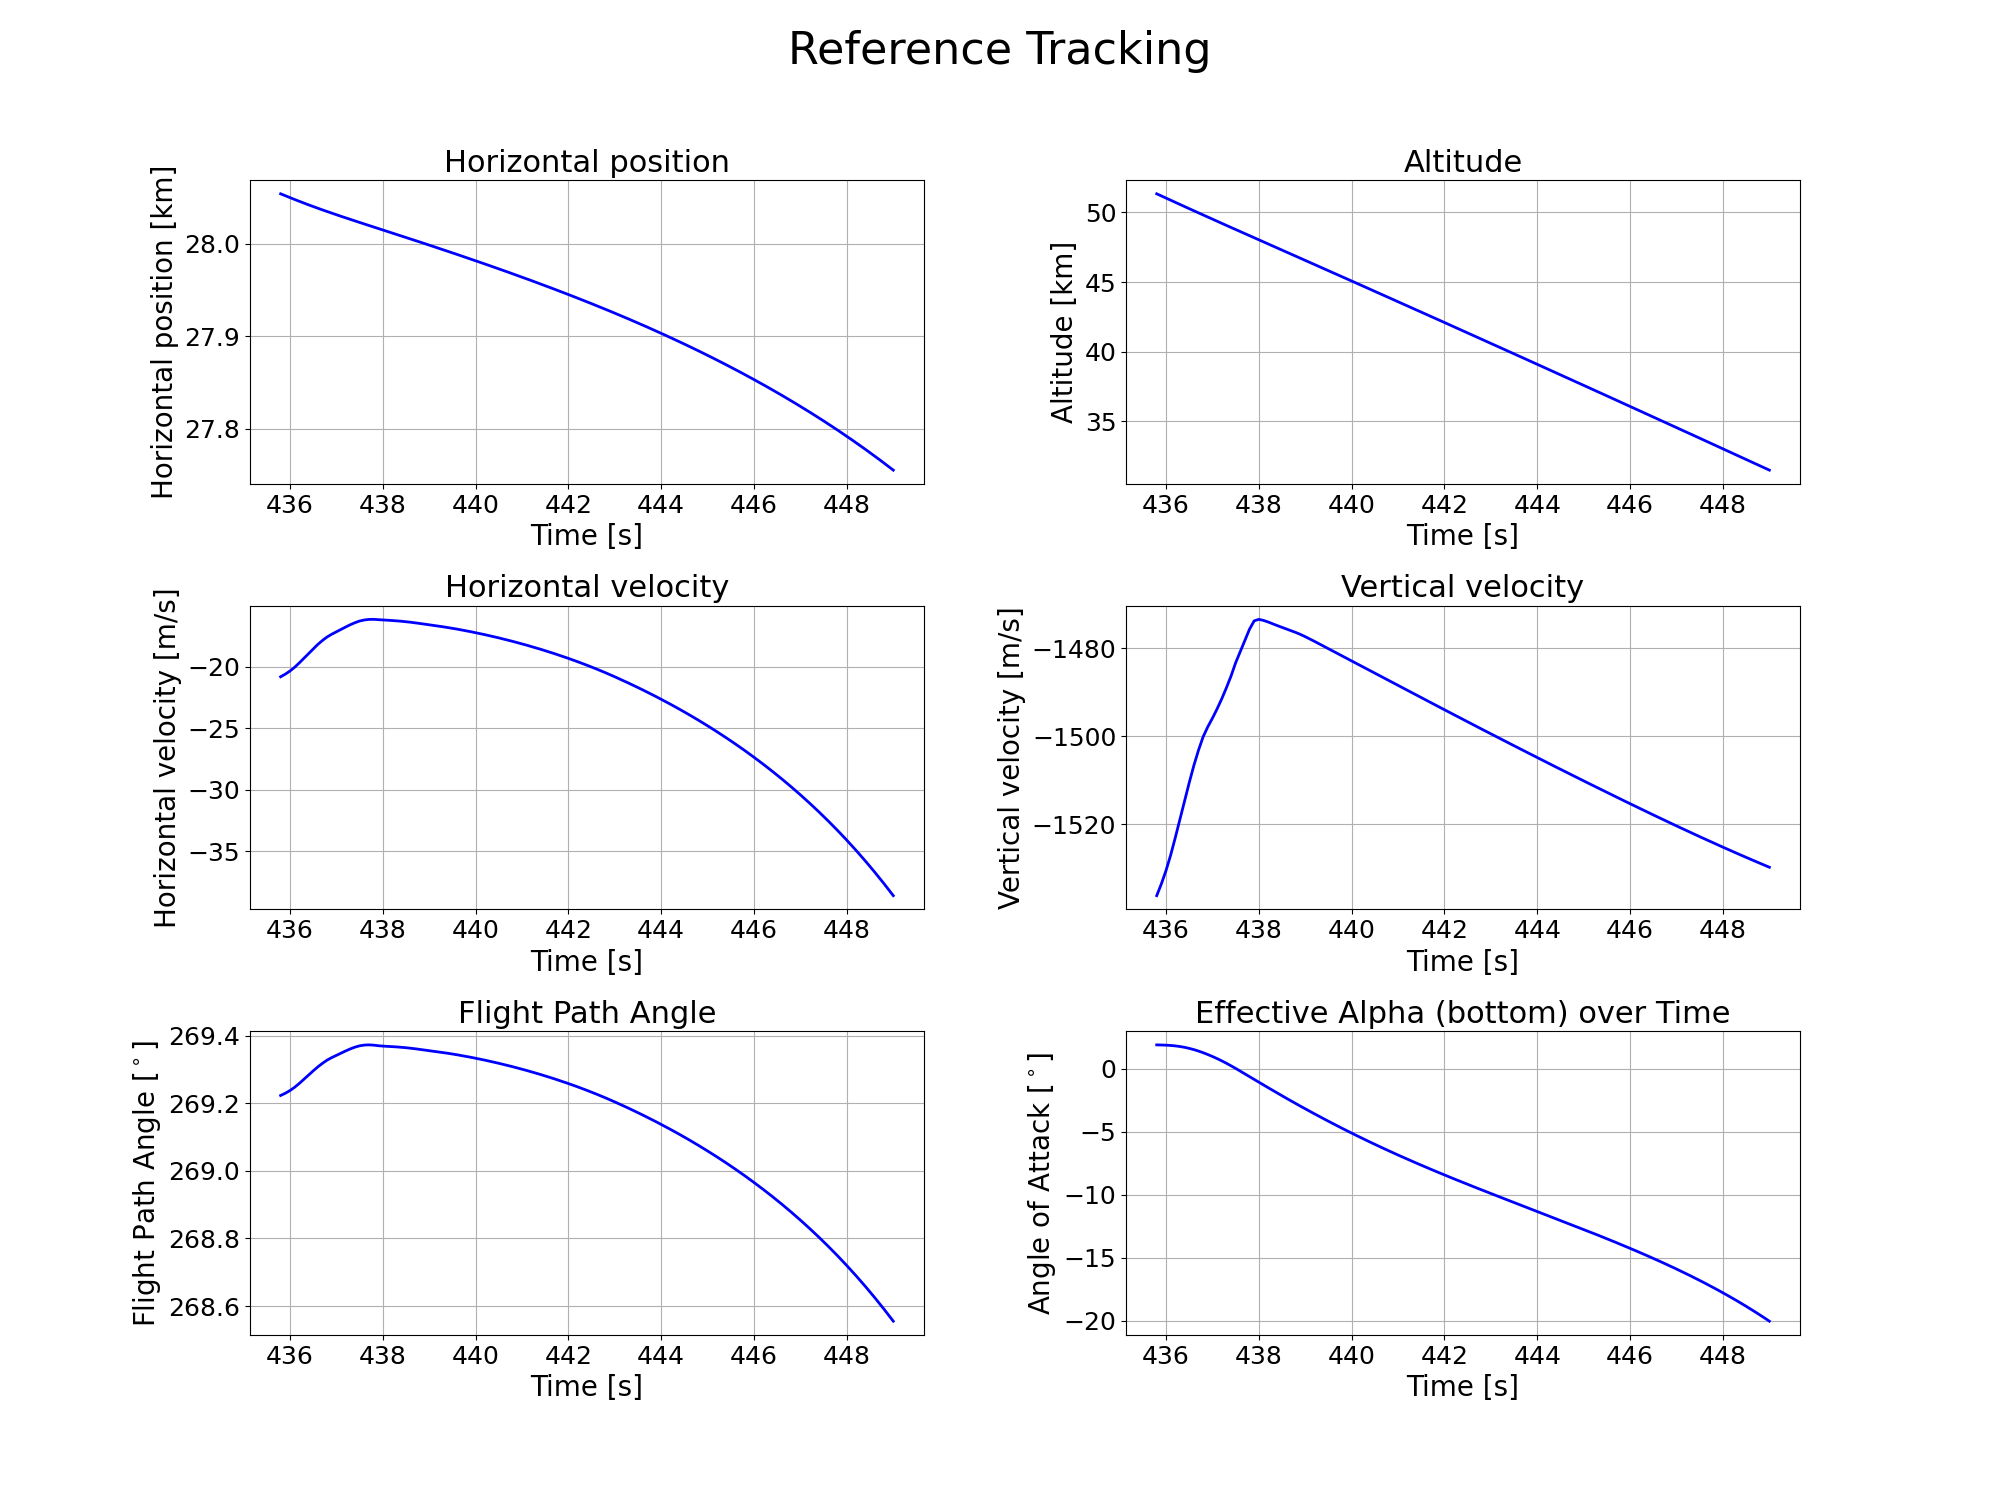 Reference Tracking
Horizontal position
Horizontal position [km]
28.0
27.9
27.8
436 438 440 442 444 446 448
Time [s]
Altitude
Altitude [km]
50
45
40
35
436 438 440 442 444 446 448
Time [s]
Horizontal velocity
Horizontal velocity [m/s]
−20
−25
−30
−35
436 438 440 442 444 446 448
Time [s]
Vertical velocity
Vertical velocity [m/s]
−1480
−1500
−1520
436 438 440 442 444 446 448
Time [s]
Flight Path Angle
Flight Path Angle [°]
269.4
269.2
269.0
268.8
268.6
436 438 440 442 444 446 448
Time [s]
Effective Alpha (bottom) over Time
Angle of Attack [°]
0
−5
−10
−15
−20
436 438 440 442 444 446 448
Time [s]